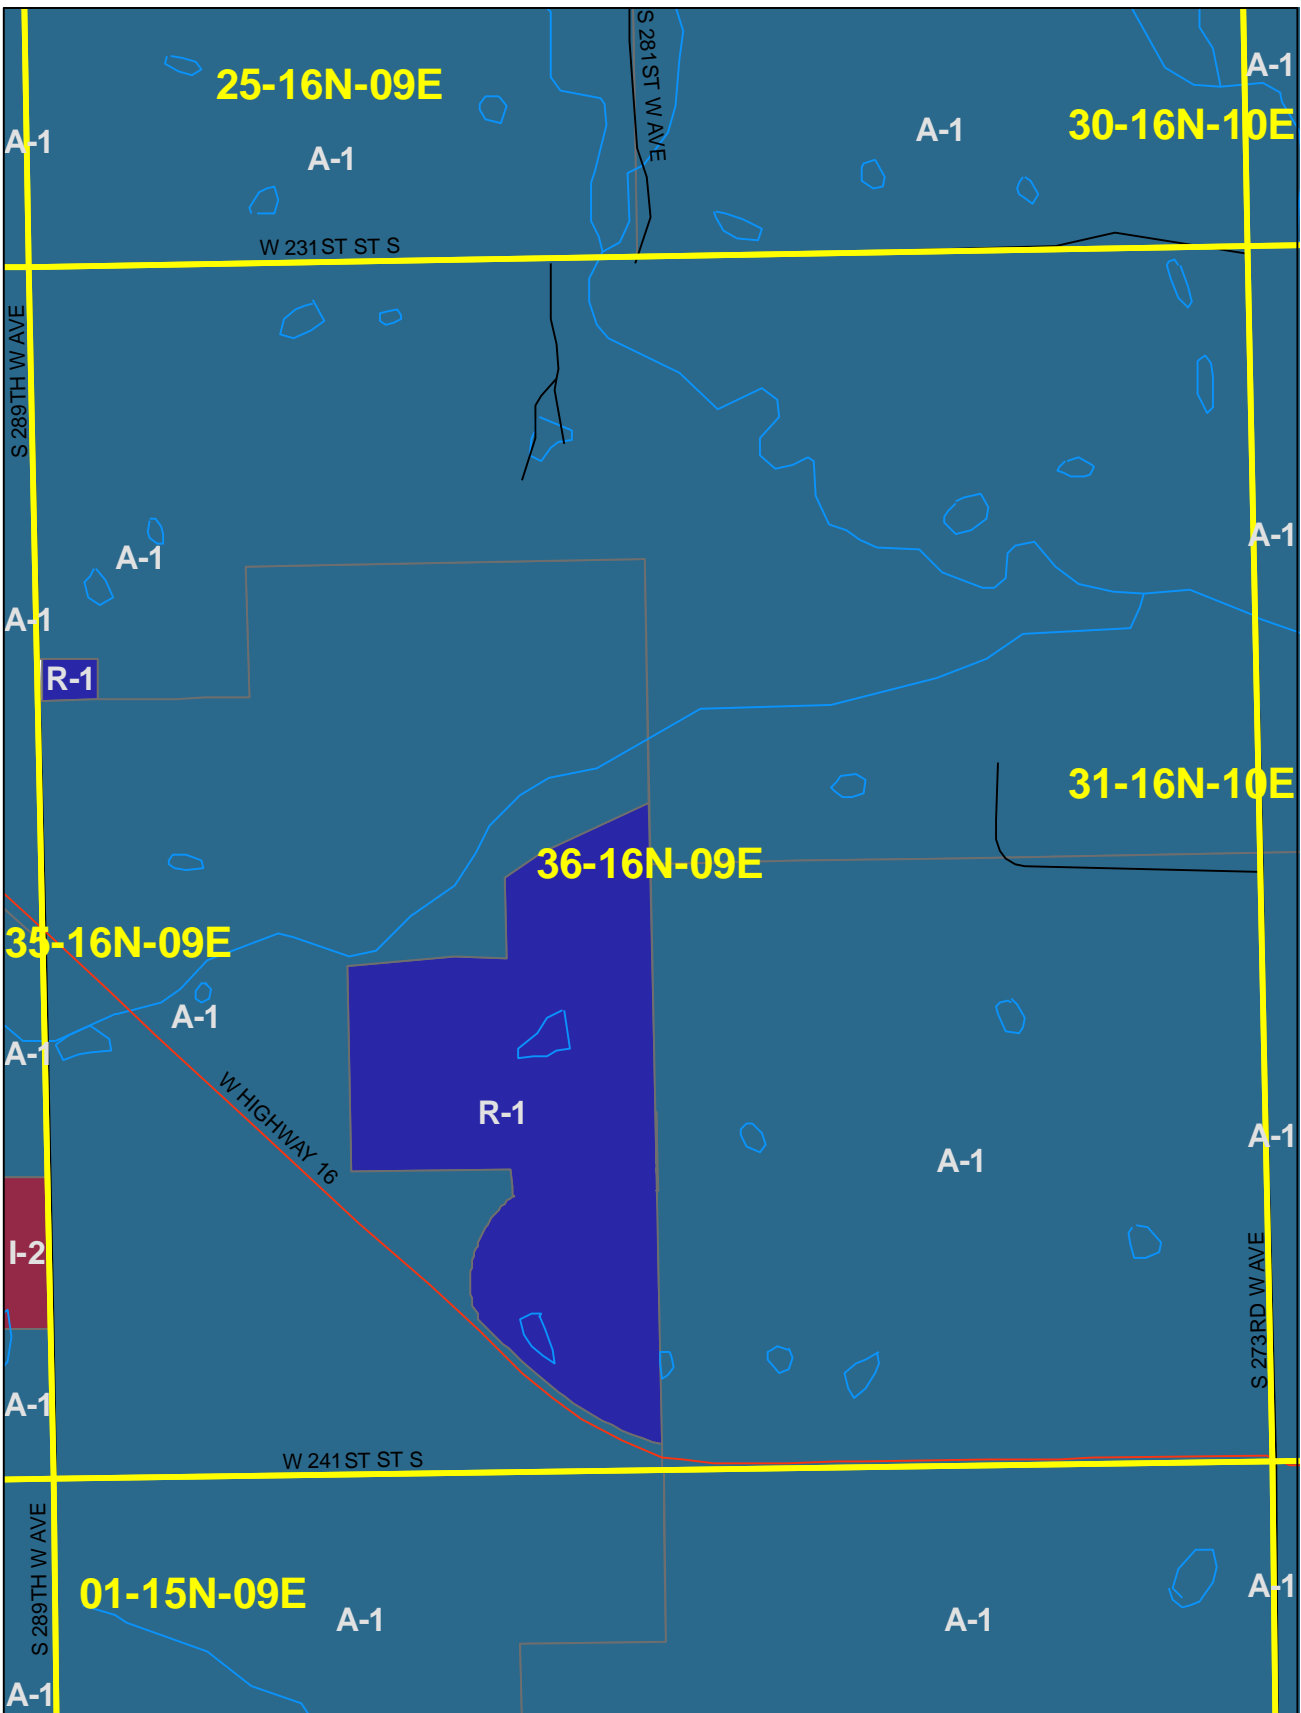 S 281ST W AVE
A-1
25-16N-09E
30-16N-10E
A-1
A-1
A-1
W 231ST ST S
S 289TH W AVE
A-1
A-1
A-1
R-1
31-16N-10E
36-16N-09E
35-16N-09E
A-1
A-1
W HIGHWAY 16
R-1
A-1
A-1
I-2
S 273RD W AVE
A-1
W 241ST ST S
S 289TH W AVE
01-15N-09E
A-1
A-1
A-1
A-1